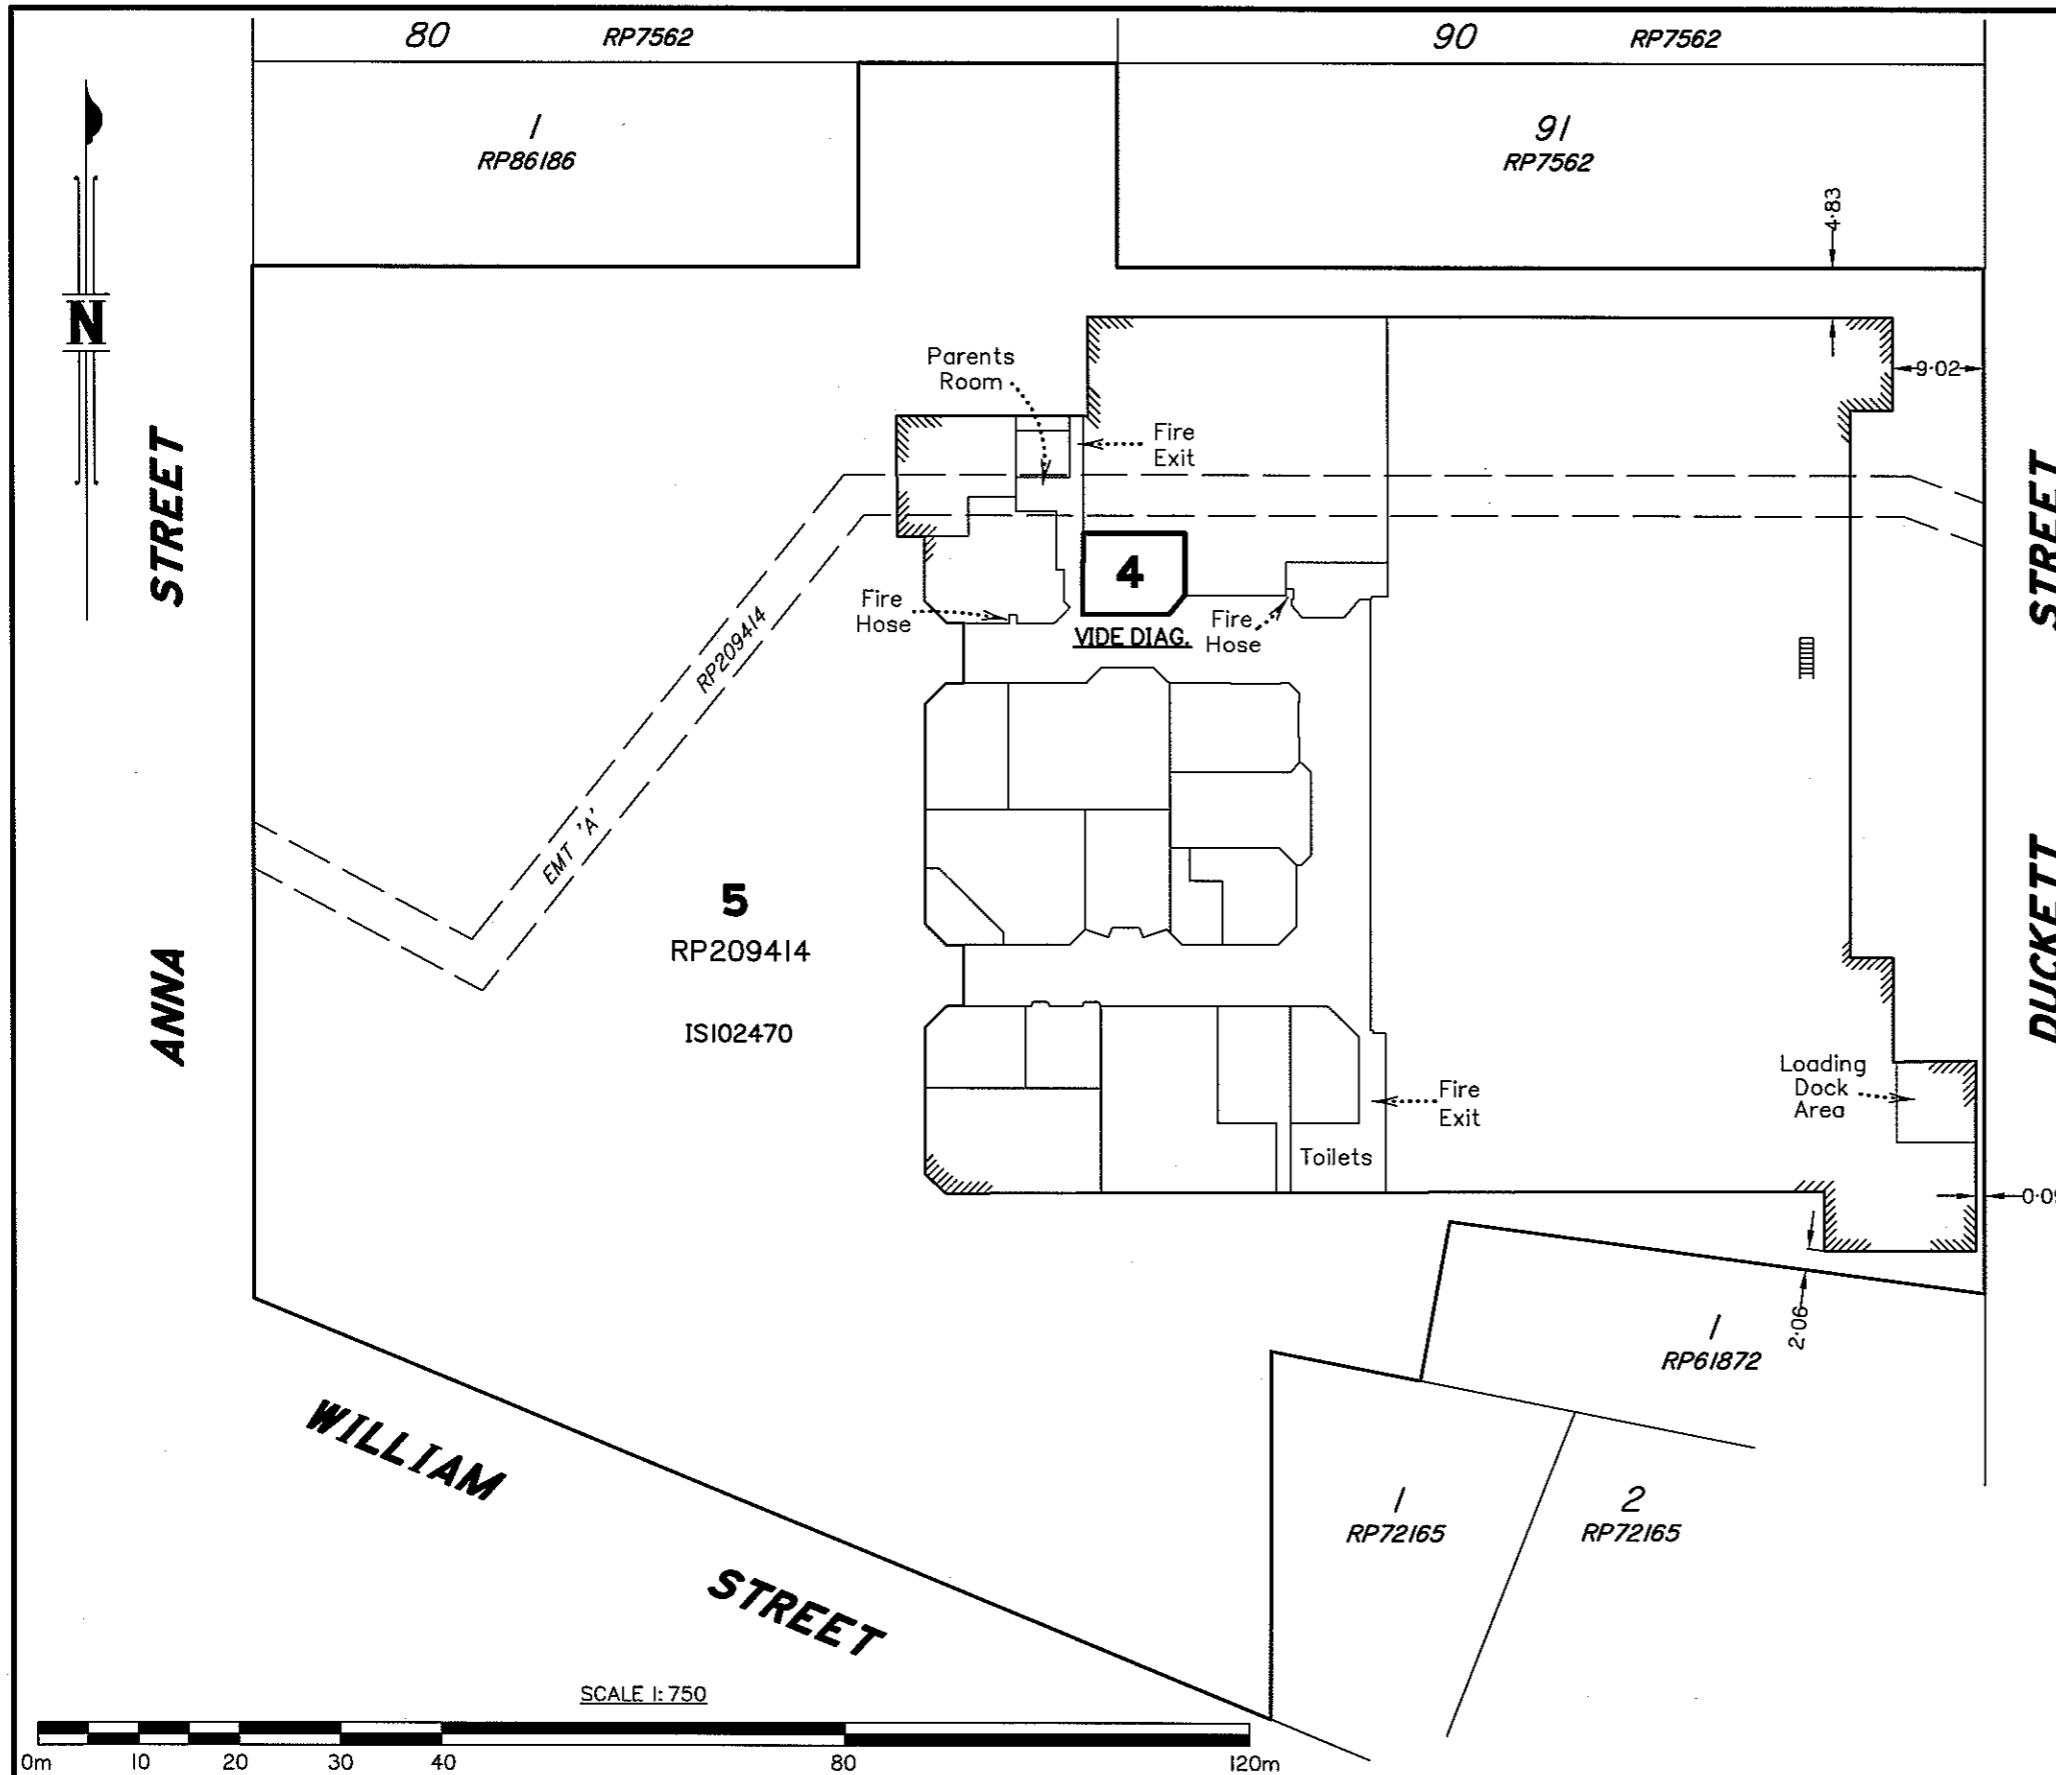 80 RP7562
90 RP7562
1
RP86186
91
RP7562
4·83
N
9·02
Parents
Room
Fire
Exit
STREET
STREET
4
Fire
Hose
VIDE DIAG.
Fire
Hose
RP209414
EMT 'A'
5
RP209414
IS102470
ANNA
DUCKETT
Loading
Dock
Area
Fire
Exit
Toilets
2·06
1
RP61872
WILLIAM
1
RP72165
2
RP72165
STREET
SCALE 1:750
0m 10 20 30 40 80 120m